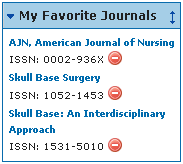 My Favorite Journals
AJN, American Journal of Nursing
ISSN: 0002-936X
Skull Base Surgery
ISSN: 1052-1453
Skull Base: An Interdisciplinary
Approach
ISSN: 1531-5010